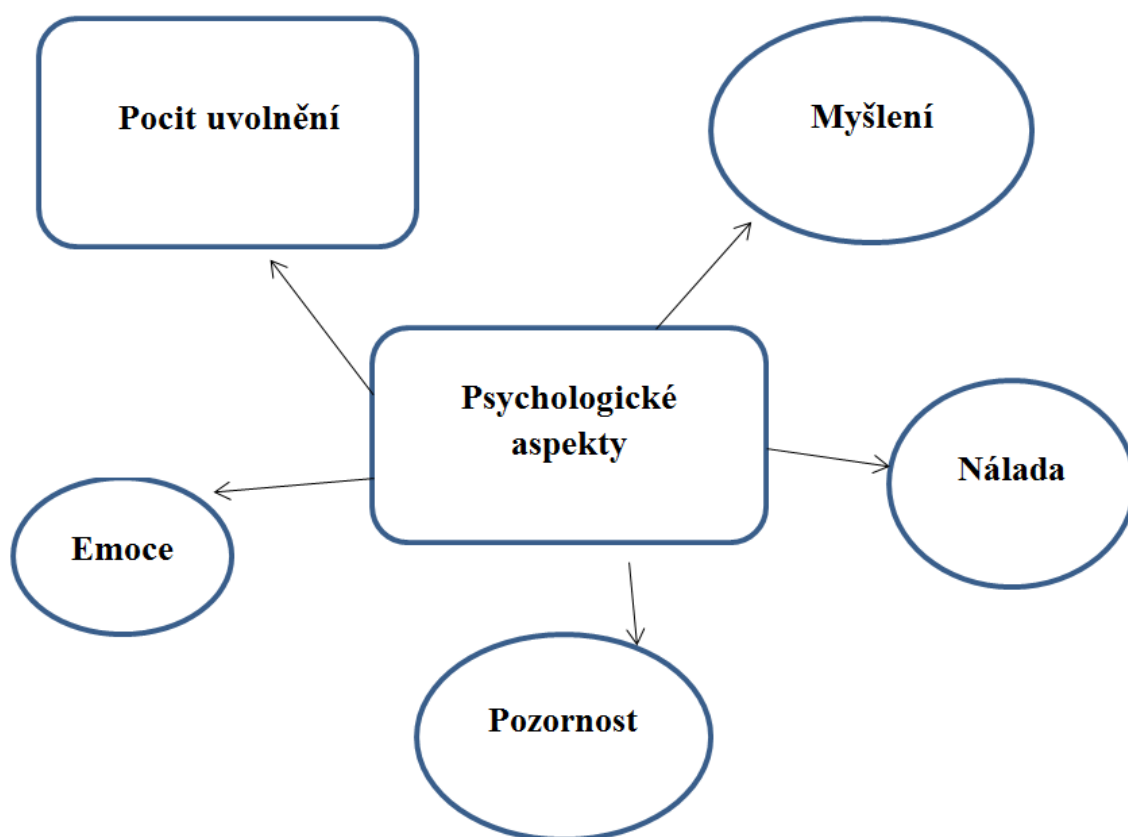 Pocit uvolnění
Myšlení
Psychologické
aspekty
Nálada
Emoce
Pozornost